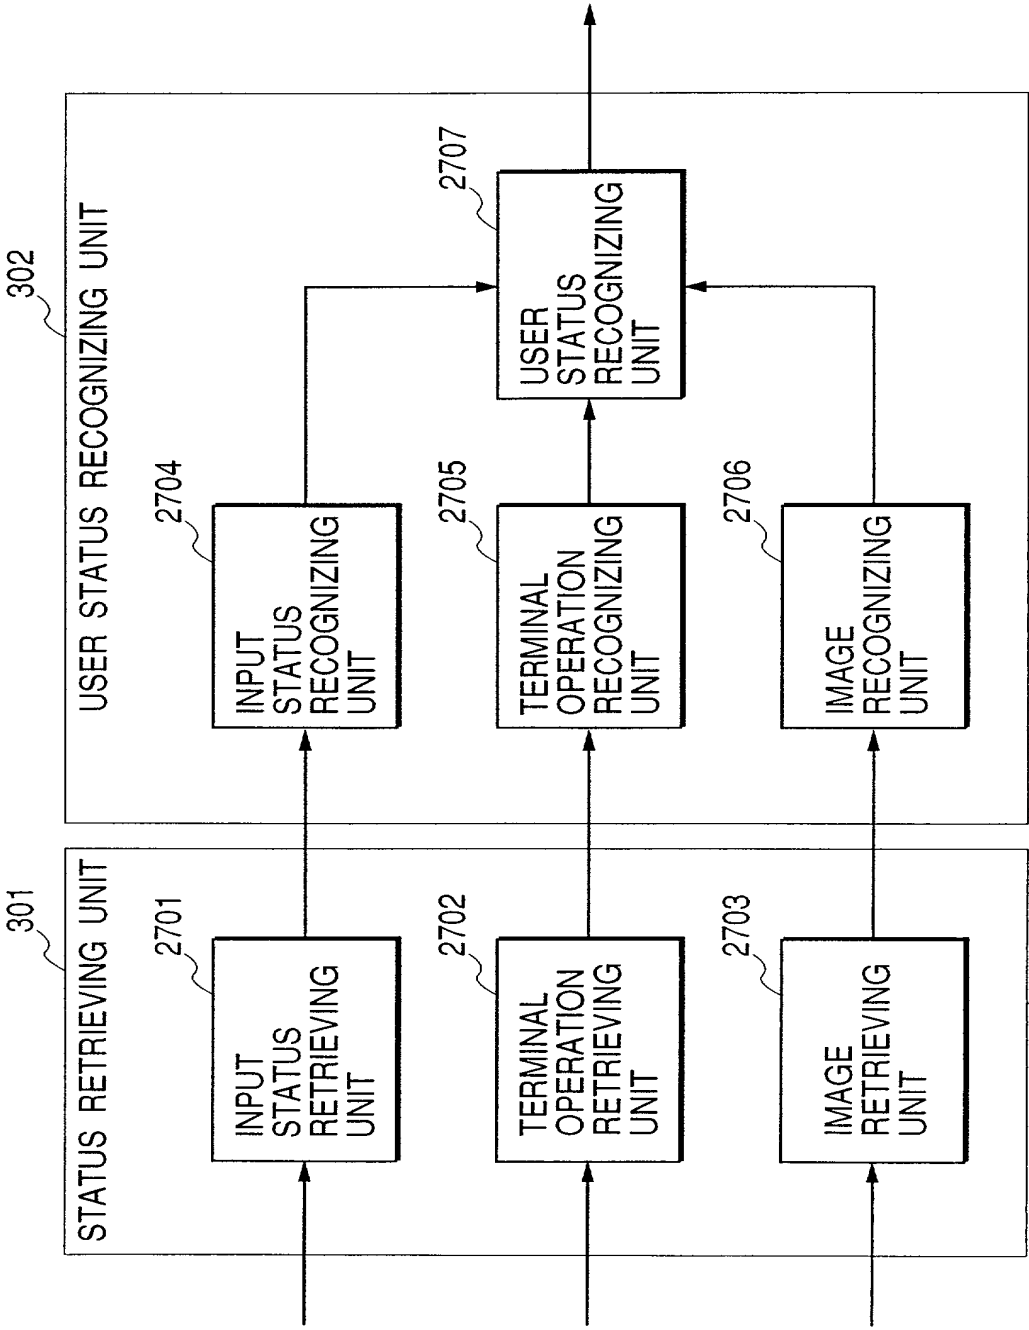 301
STATUS RETRIEVING UNIT
2701
INPUT
STATUS
RETRIEVING
UNIT
2702
TERMINAL
OPERATION
RETRIEVING
UNIT
2703
IMAGE
RETRIEVING
UNIT
302
USER STATUS RECOGNIZING UNIT
2704
INPUT
STATUS
RECOGNIZING
UNIT
2705
TERMINAL
OPERATION
RECOGNIZING
UNIT
2706
IMAGE
RECOGNIZING
UNIT
2707
USER
STATUS
RECOGNIZING
UNIT